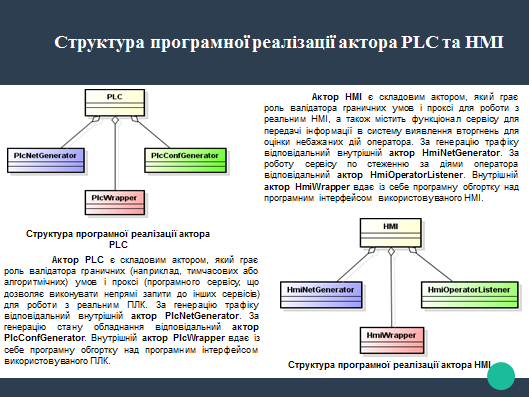 Структура програмної реалізації актора PLC та HMI
PLC
PlcNetGenerator
PlcConfGenerator
PlcWrapper
Структура програмної реалізації актора
PLC
Актор PLC є складовим актором, який грає
роль валідатора граничних (наприклад, тимчасових або
алгоритмічних) умов і проксі (програмного сервісу, що
дозволяє виконувати непрямі запити до інших сервісів)
для роботи з реальним ПЛК. За генерацію трафіку
відповідальний внутрішній актор PlcNetGenerator. За
генерацію стану обладнання відповідальний актор
PlcConfGenerator. Внутрішній актор PlcWrapper вдає із
себе програмну обгортку над програмним інтерфейсом
використовуваного ПЛК.
Актор HMI є складовим актором, який грає
роль валідатора граничних умов і проксі для роботи з
реальним HMI, а також містить функціонал сервісу для
передачі інформації в систему виявлення вторгнень для
оцінки небажаних дій оператора. За генерацію трафіку
відповідальний внутрішній актор HmiNetGenerator. За
роботу сервісу по стеженню за діями оператора
відповідальний актор HmiOperatorListener. Внутрішній
актор HmiWrapper вдає із себе програмну обгортку над
програмним інтерфейсом використовуваного HMI.
HMI
HmiNetGenerator
HmiOperatorListener
HmiWrapper
Структура програмної реалізації актора HMI